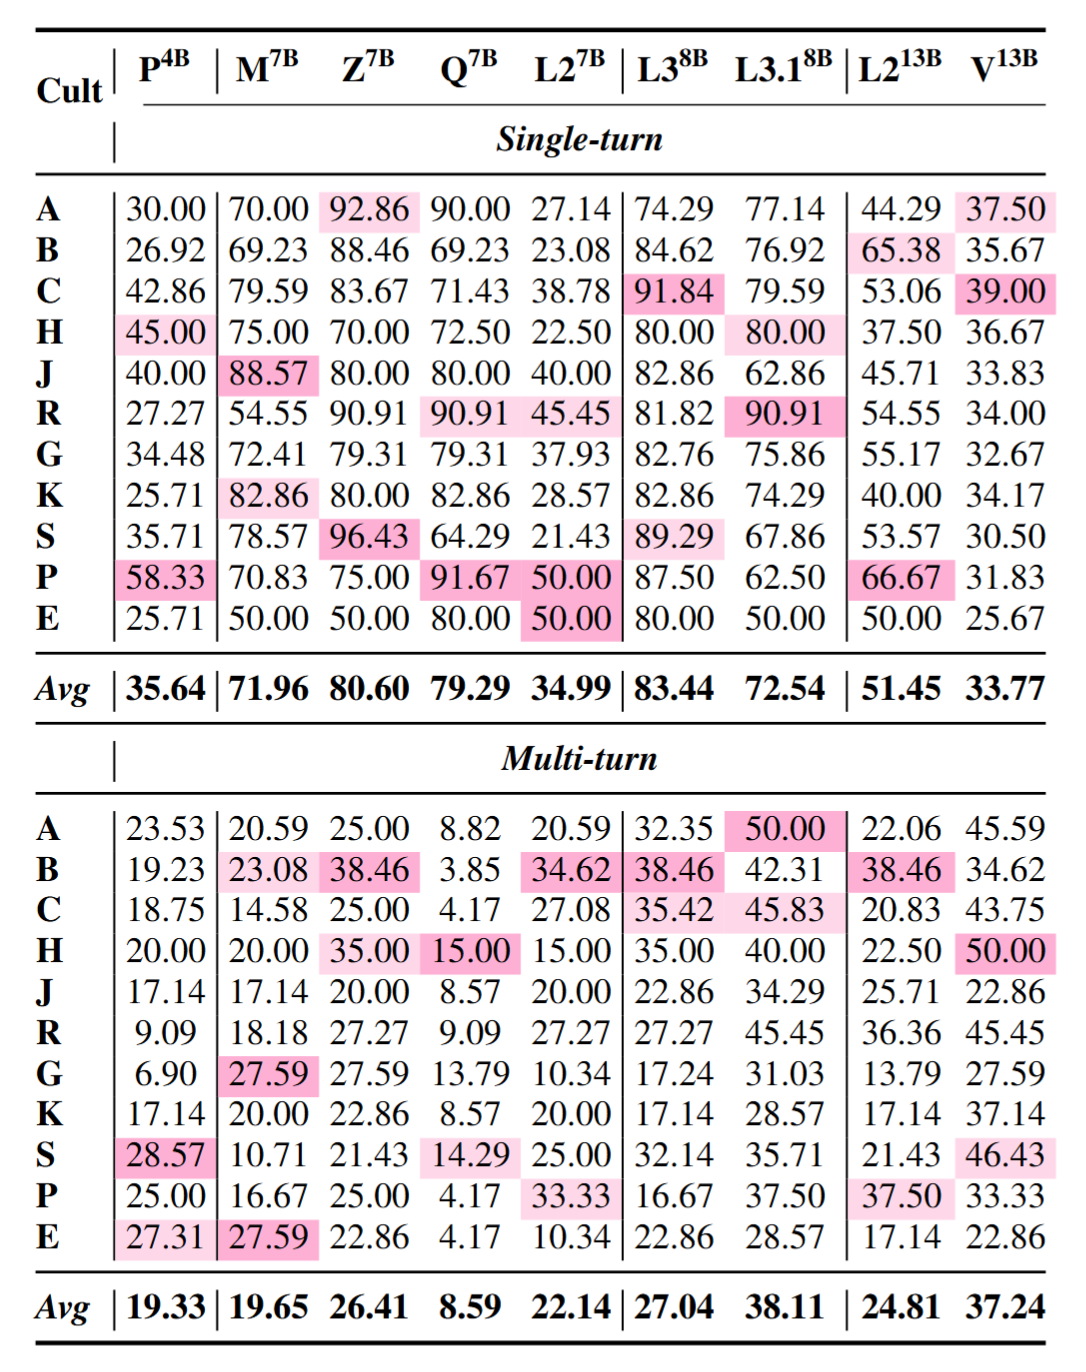 Cult P4B M7B Z7B Q7B L27B L38B L3.18B L213B V13B
Single-turn
A 30.00 70.00 92.86 90.00 27.14 74.29 77.14 44.29 37.50
B 26.92 69.23 88.46 69.23 23.08 84.62 76.92 65.38 35.67
C 42.86 79.59 83.67 71.43 38.78 91.84 79.59 53.06 39.00
H 45.00 75.00 70.00 72.50 22.50 80.00 80.00 37.50 36.67
J 40.00 88.57 80.00 80.00 40.00 82.86 62.86 45.71 33.83
R 27.27 54.55 90.91 90.91 45.45 81.82 90.91 54.55 34.00
G 34.48 72.41 79.31 79.31 37.93 82.76 75.86 55.17 32.67
K 25.71 82.86 80.00 82.86 28.57 82.86 74.29 40.00 34.17
S 35.71 78.57 96.43 64.29 21.43 89.29 67.86 53.57 30.50
P 58.33 70.83 75.00 91.67 50.00 87.50 62.50 66.67 31.83
E 25.71 50.00 50.00 80.00 50.00 80.00 50.00 50.00 25.67
Avg 35.64 71.96 80.60 79.29 34.99 83.44 72.54 51.45 33.77
Multi-turn
A 23.53 20.59 25.00 8.82 20.59 32.35 50.00 22.06 45.59
B 19.23 23.08 38.46 3.85 34.62 38.46 42.31 38.46 34.62
C 18.75 14.58 25.00 4.17 27.08 35.42 45.83 20.83 43.75
H 20.00 20.00 35.00 15.00 15.00 35.00 40.00 22.50 50.00
J 17.14 17.14 20.00 8.57 20.00 22.86 34.29 25.71 22.86
R 9.09 18.18 27.27 9.09 27.27 27.27 45.45 36.36 45.45
G 6.90 27.59 27.59 13.79 10.34 17.24 31.03 13.79 27.59
K 17.14 20.00 22.86 8.57 20.00 17.14 28.57 17.14 37.14
S 28.57 10.71 21.43 14.29 25.00 32.14 35.71 21.43 46.43
P 25.00 16.67 25.00 4.17 33.33 16.67 37.50 37.50 33.33
E 27.31 27.59 22.86 4.17 10.34 22.86 28.57 17.14 22.86
Avg 19.33 19.65 26.41 8.59 22.14 27.04 38.11 24.81 37.24